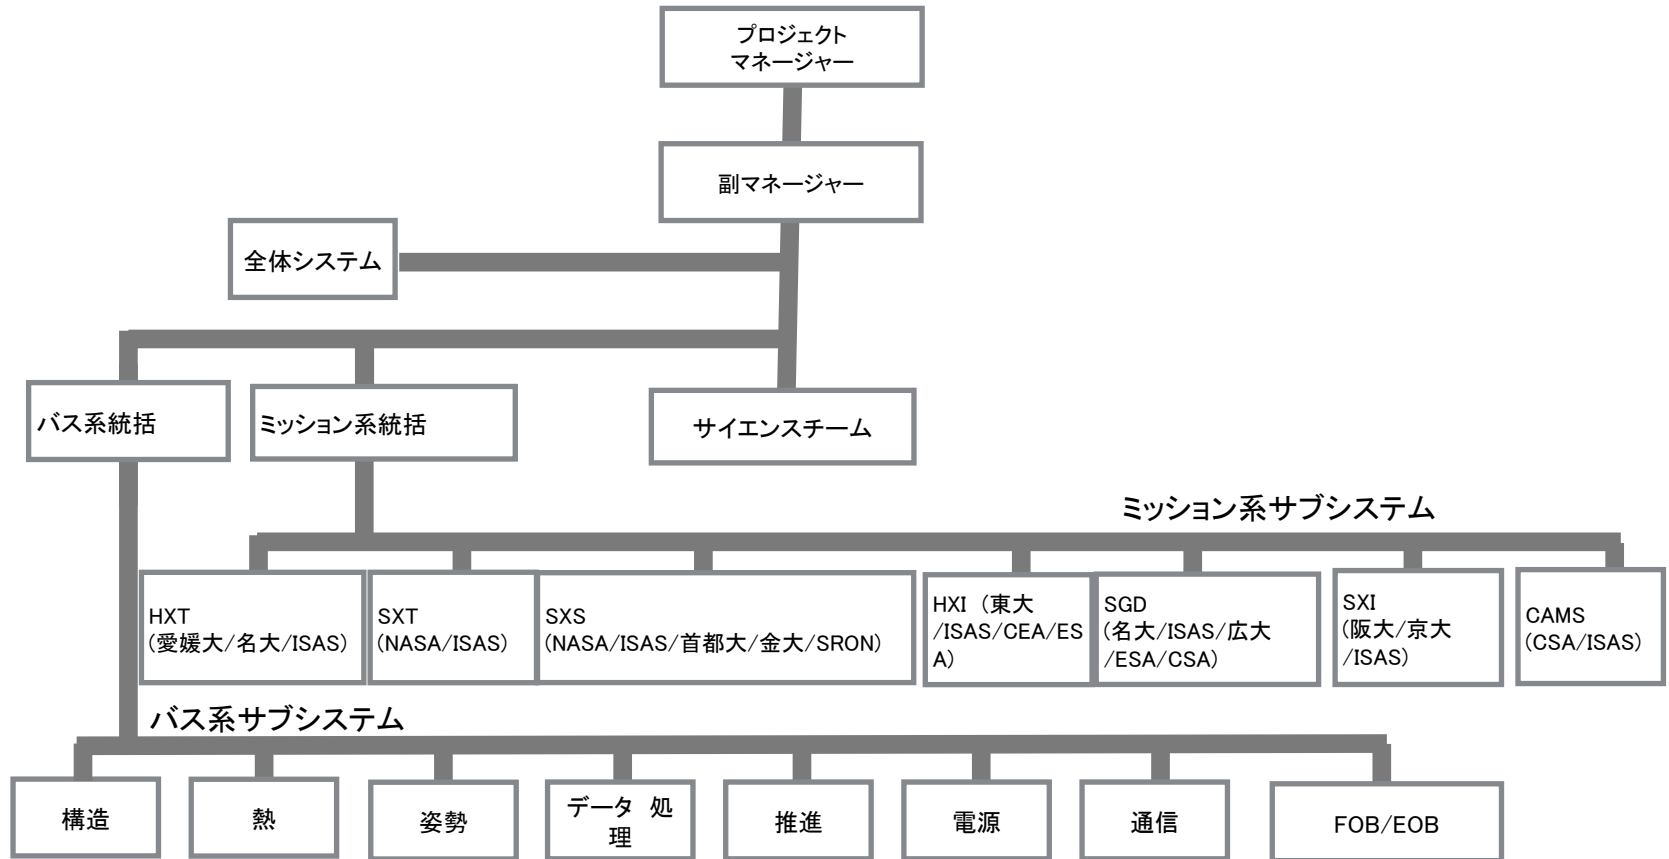 プロジェクト
マネージャー
副マネージャー
全体システム
バス系統括
ミッション系統括
サイエンスチーム
ミッション系サブシステム
HXT
(愛媛大/名大/ISAS)
SXT
(NASA/ISAS)
SXS
(NASA/ISAS/首都大/金大/SRON)
HXI (東大
/ISAS/CEA/ES
A)
SGD
(名大/ISAS/広大
/ESA/CSA)
SXI
(阪大/京大
/ISAS)
CAMS
(CSA/ISAS)
バス系サブシステム
構造
熱
姿勢
データ 処
理
推進
電源
通信
FOB/EOB